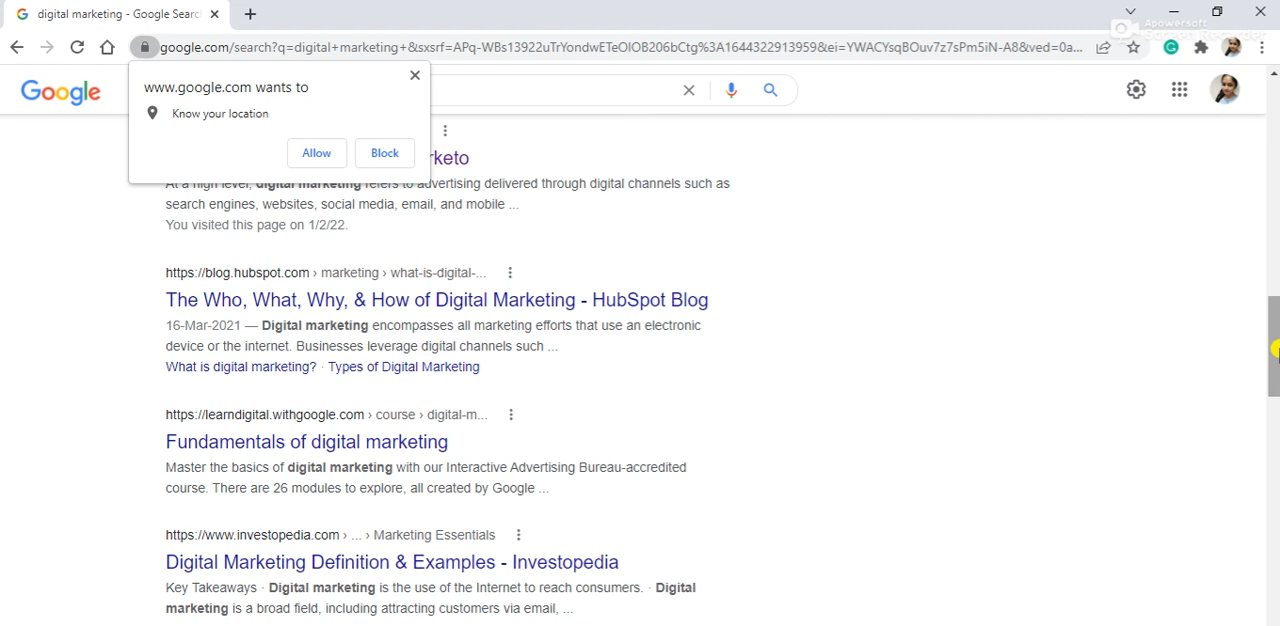 digital marketing - Google Searc
Apowersoft
Screen Recorder
google.com/search?q=digital+marketing+&sxsrf=APq-WBs13922uTrYondwETeOIOB206bCtg%3A1644322913959&ei=YWACYsqBOuv7z7sPm5iN-A8&ved=0a...
Google
www.google.com wants to
Know your location
Allow
Block
rketo
At a high level, digital marketing refers to advertising delivered through digital channels such as
search engines, websites, social media, email, and mobile ...
You visited this page on 1/2/22.
https://blog.hubspot.com › marketing › what-is-digital-...
The Who, What, Why, & How of Digital Marketing - HubSpot Blog
16-Mar-2021 — Digital marketing encompasses all marketing efforts that use an electronic
device or the internet. Businesses leverage digital channels such ...
What is digital marketing? · Types of Digital Marketing
https://learndigital.withgoogle.com › course › digital-m...
Fundamentals of digital marketing
Master the basics of digital marketing with our Interactive Advertising Bureau-accredited
course. There are 26 modules to explore, all created by Google ...
https://www.investopedia.com › ... › Marketing Essentials
Digital Marketing Definition & Examples - Investopedia
Key Takeaways · Digital marketing is the use of the Internet to reach consumers. · Digital
marketing is a broad field, including attracting customers via email, ...